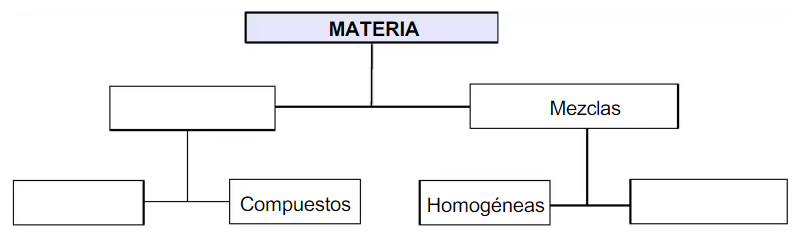 MATERIA
Mezclas
Compuestos
Homogéneas